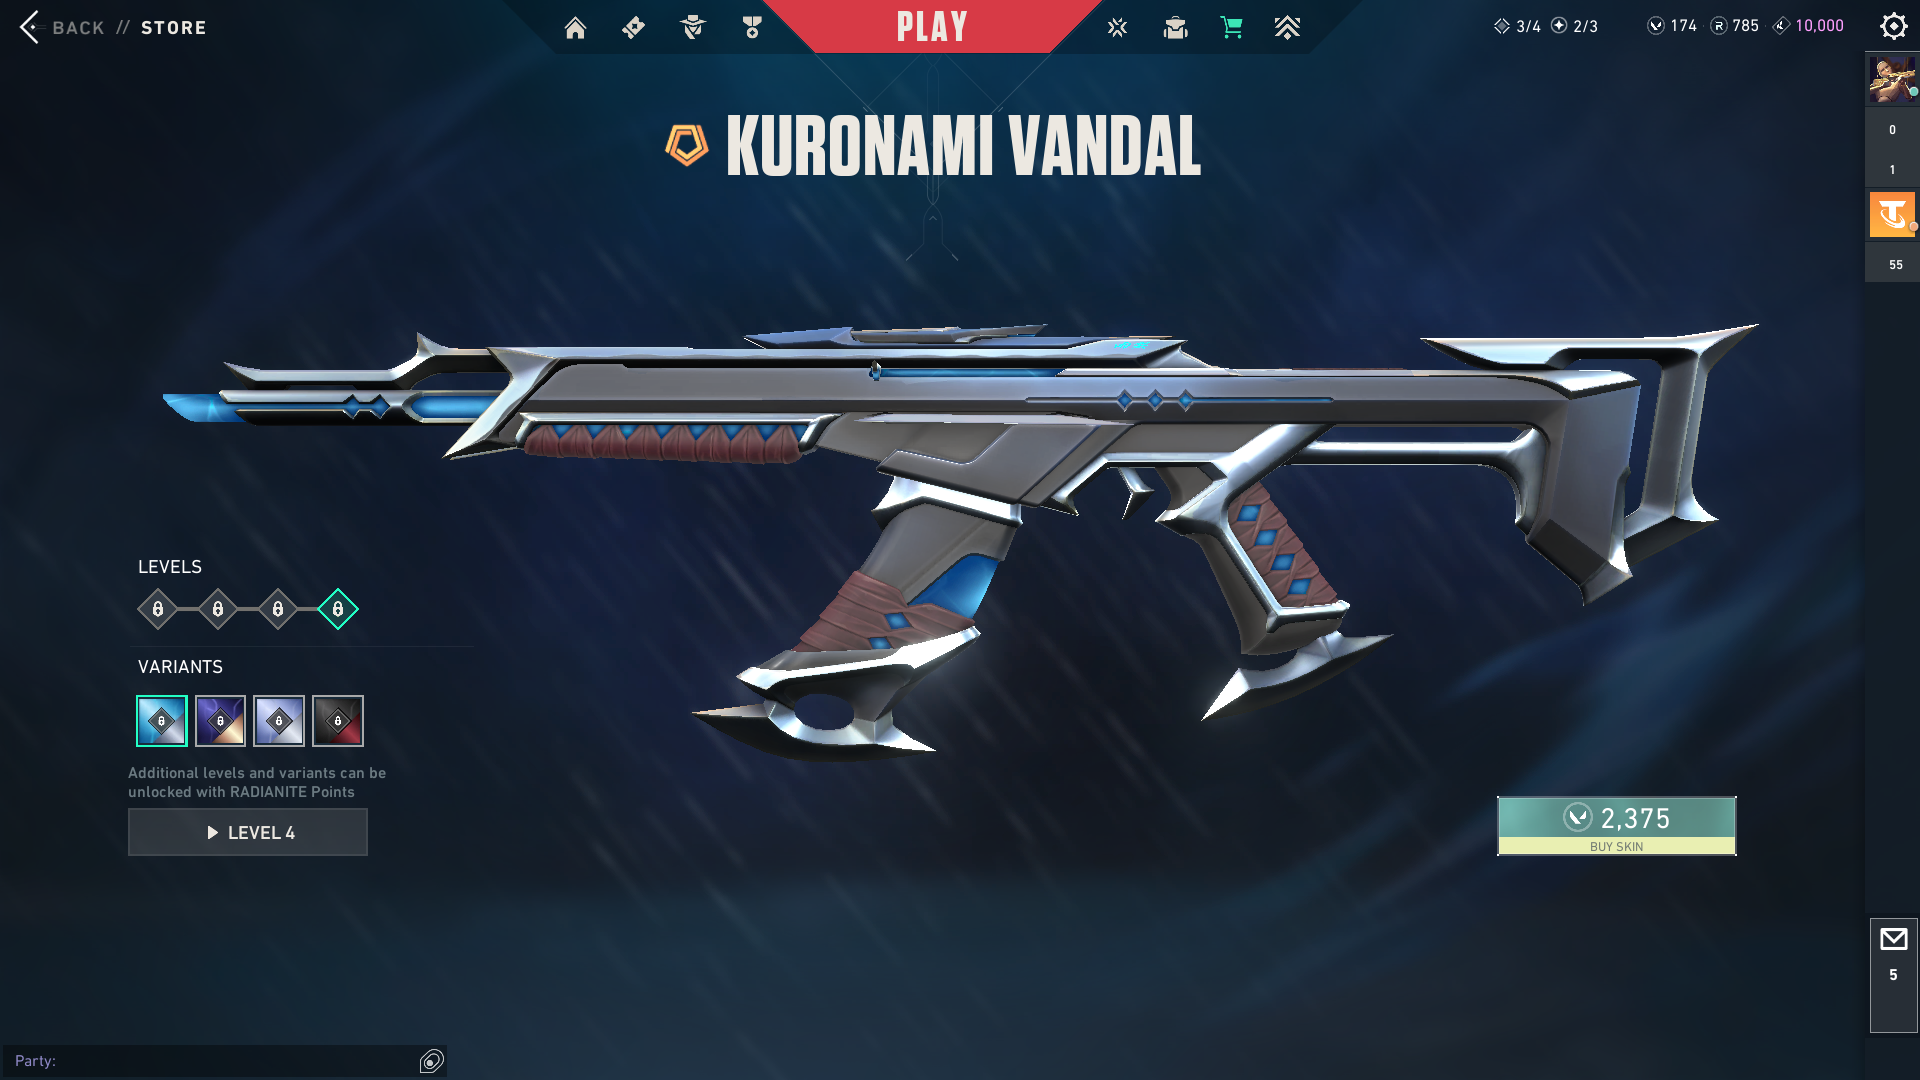 BACK // STORE
PLAY
3/4 2/3 174 R 785 10,000
KURONAMI VANDAL
0
1
T
55
LEVELS
VARIANTS
Additional levels and variants can be
unlocked with RADIANITE Points
LEVEL 4
2,375
BUY SKIN
5
Party: